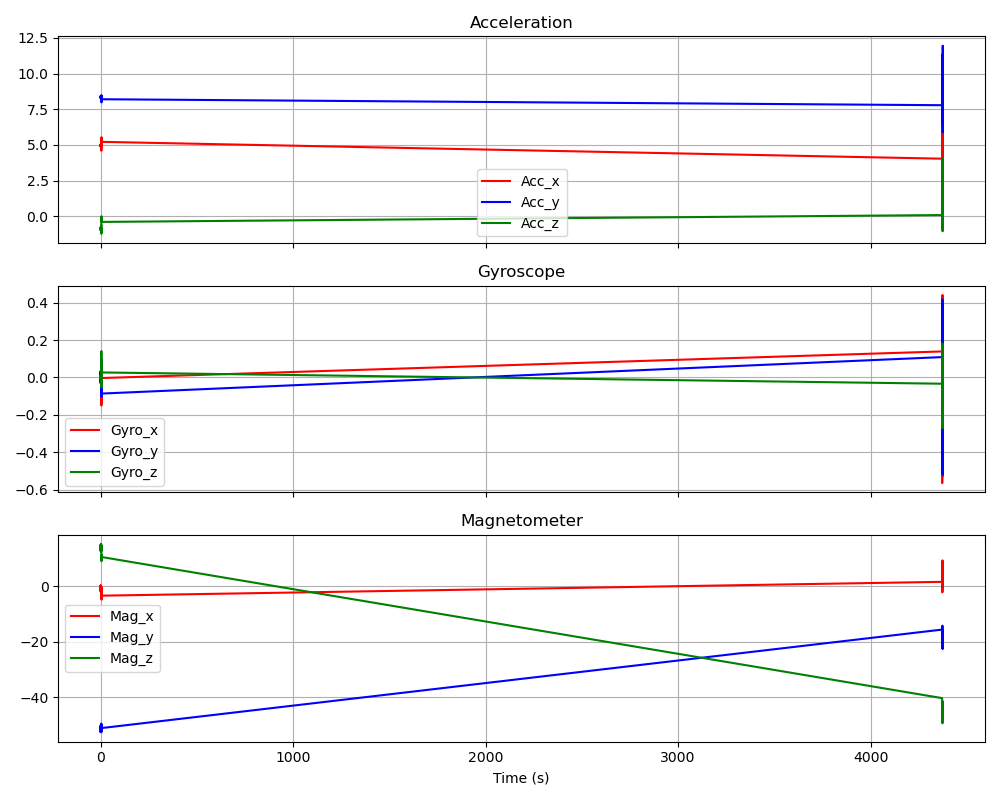 Acceleration
12.5
10.0
7.5
5.0
2.5
0.0
Acc_x
Acc_y
Acc_z
Gyroscope
0.4
0.2
0.0
−0.2
−0.4
−0.6
Gyro_x
Gyro_y
Gyro_z
Magnetometer
0
−20
−40
Mag_x
Mag_y
Mag_z
0 1000 2000 3000 4000
Time (s)